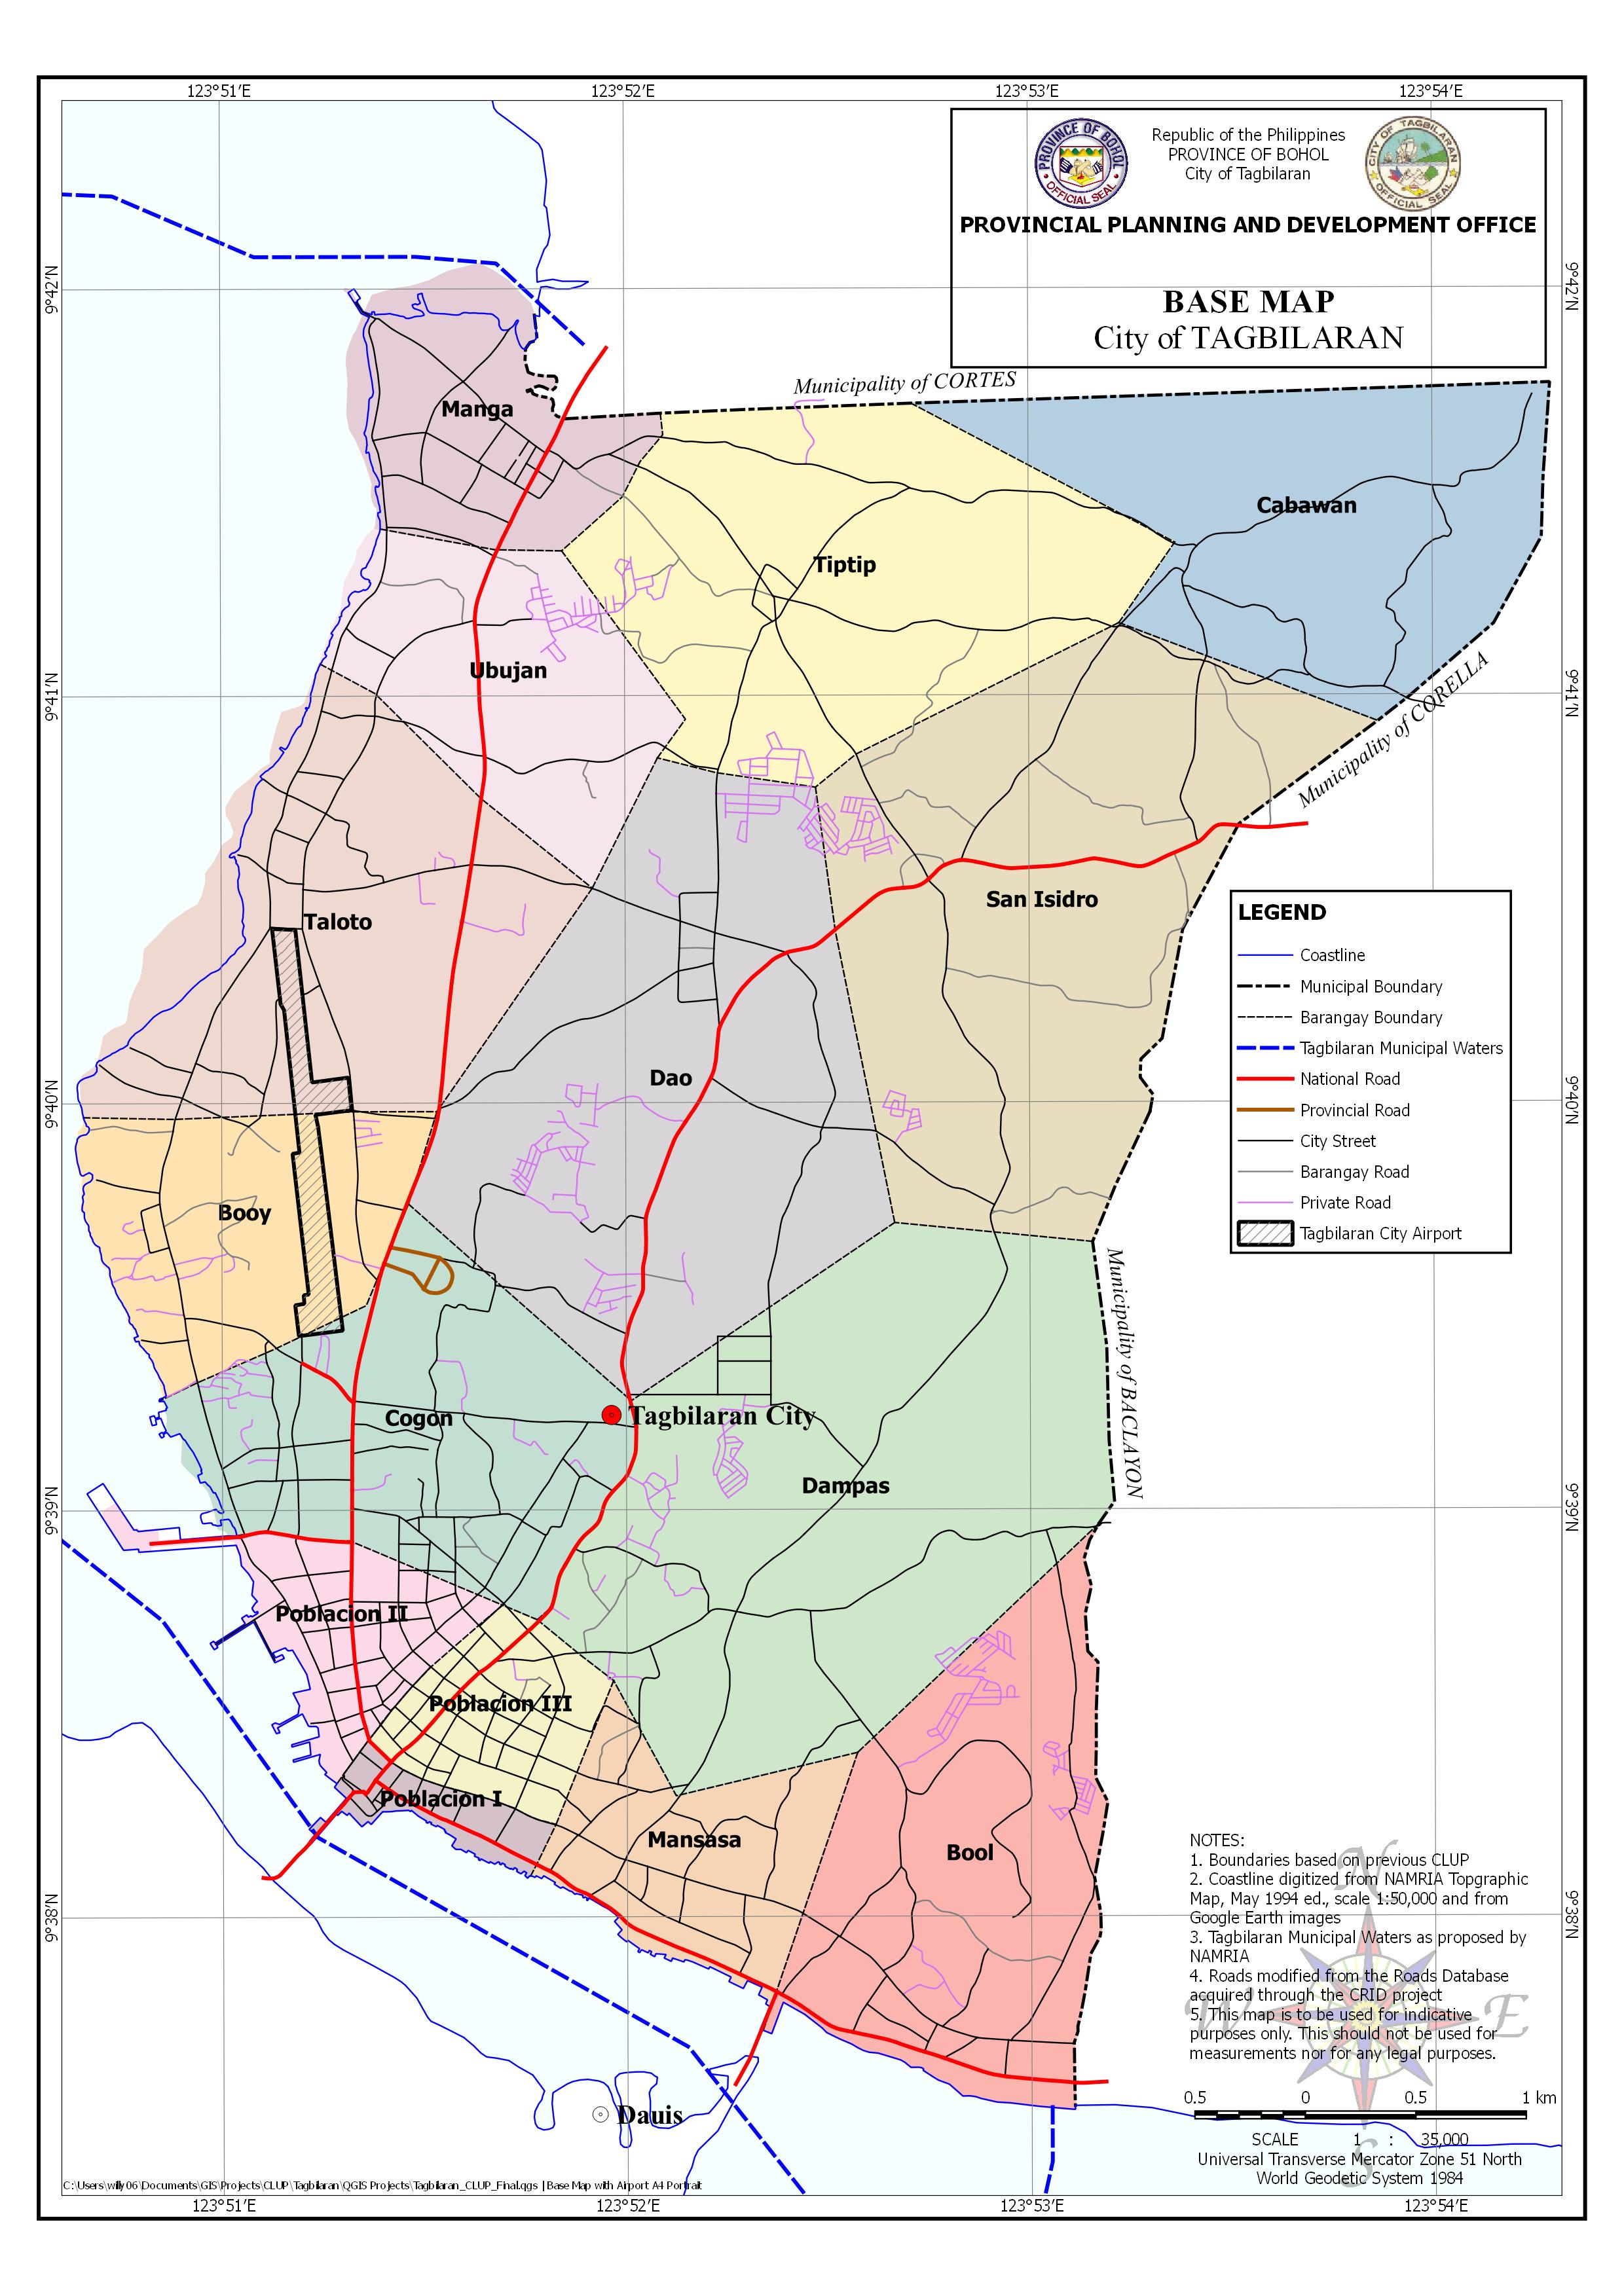 123°51′E 123°52′E 123°53′E 123°54′E
PROVINCE OF BOHOL
OFFICIAL SEAL
Republic of the Philippines
PROVINCE OF BOHOL
City of Tagbilaran
CITY OF TAGBILARAN
OFFICIAL SEAL
PROVINCIAL PLANNING AND DEVELOPMENT OFFICE
BASE MAP
City of TAGBILARAN
9°42′N 9°42′N
Municipality of CORTES
Manga
Cabawan
Tiptip
Ubujan
9°41′N 9°41′N
Municipality of CORELLA
San Isidro
Taloto
LEGEND
Coastline
Municipal Boundary
Barangay Boundary
Tagbilaran Municipal Waters
National Road
Provincial Road
City Street
Barangay Road
Private Road
Tagbilaran City Airport
Dao
9°40′N 9°40′N
Booy
Municipality of BACLAYON
Cogon
Tagbilaran City
Dampas
9°39′N 9°39′N
Poblacion II
Poblacion III
Poblacion I
Mansasa
Bool
9°38′N 9°38′N
NOTES:
1. Boundaries based on previous CLUP
2. Coastline digitized from NAMRIA Topgraphic
Map, May 1994 ed., scale 1:50,000 and from
Google Earth images
3. Tagbilaran Municipal Waters as proposed by
NAMRIA
4. Roads modified from the Roads Database
acquired through the CRID project
5. This map is to be used for indicative
purposes only. This should not be used for
measurements nor for any legal purposes.
N
W
E
S
Dauis
0.5 0 0.5 1 km
SCALE 1 : 35,000
Universal Transverse Mercator Zone 51 North
World Geodetic System 1984
C:\Users\willy06\Documents\GIS\Projects\CLUP\Tagbilaran\QGIS Projects\Tagbilaran_CLUP_Final.qgs | Base Map with Airport A4 Portrait
123°51′E 123°52′E 123°53′E 123°54′E